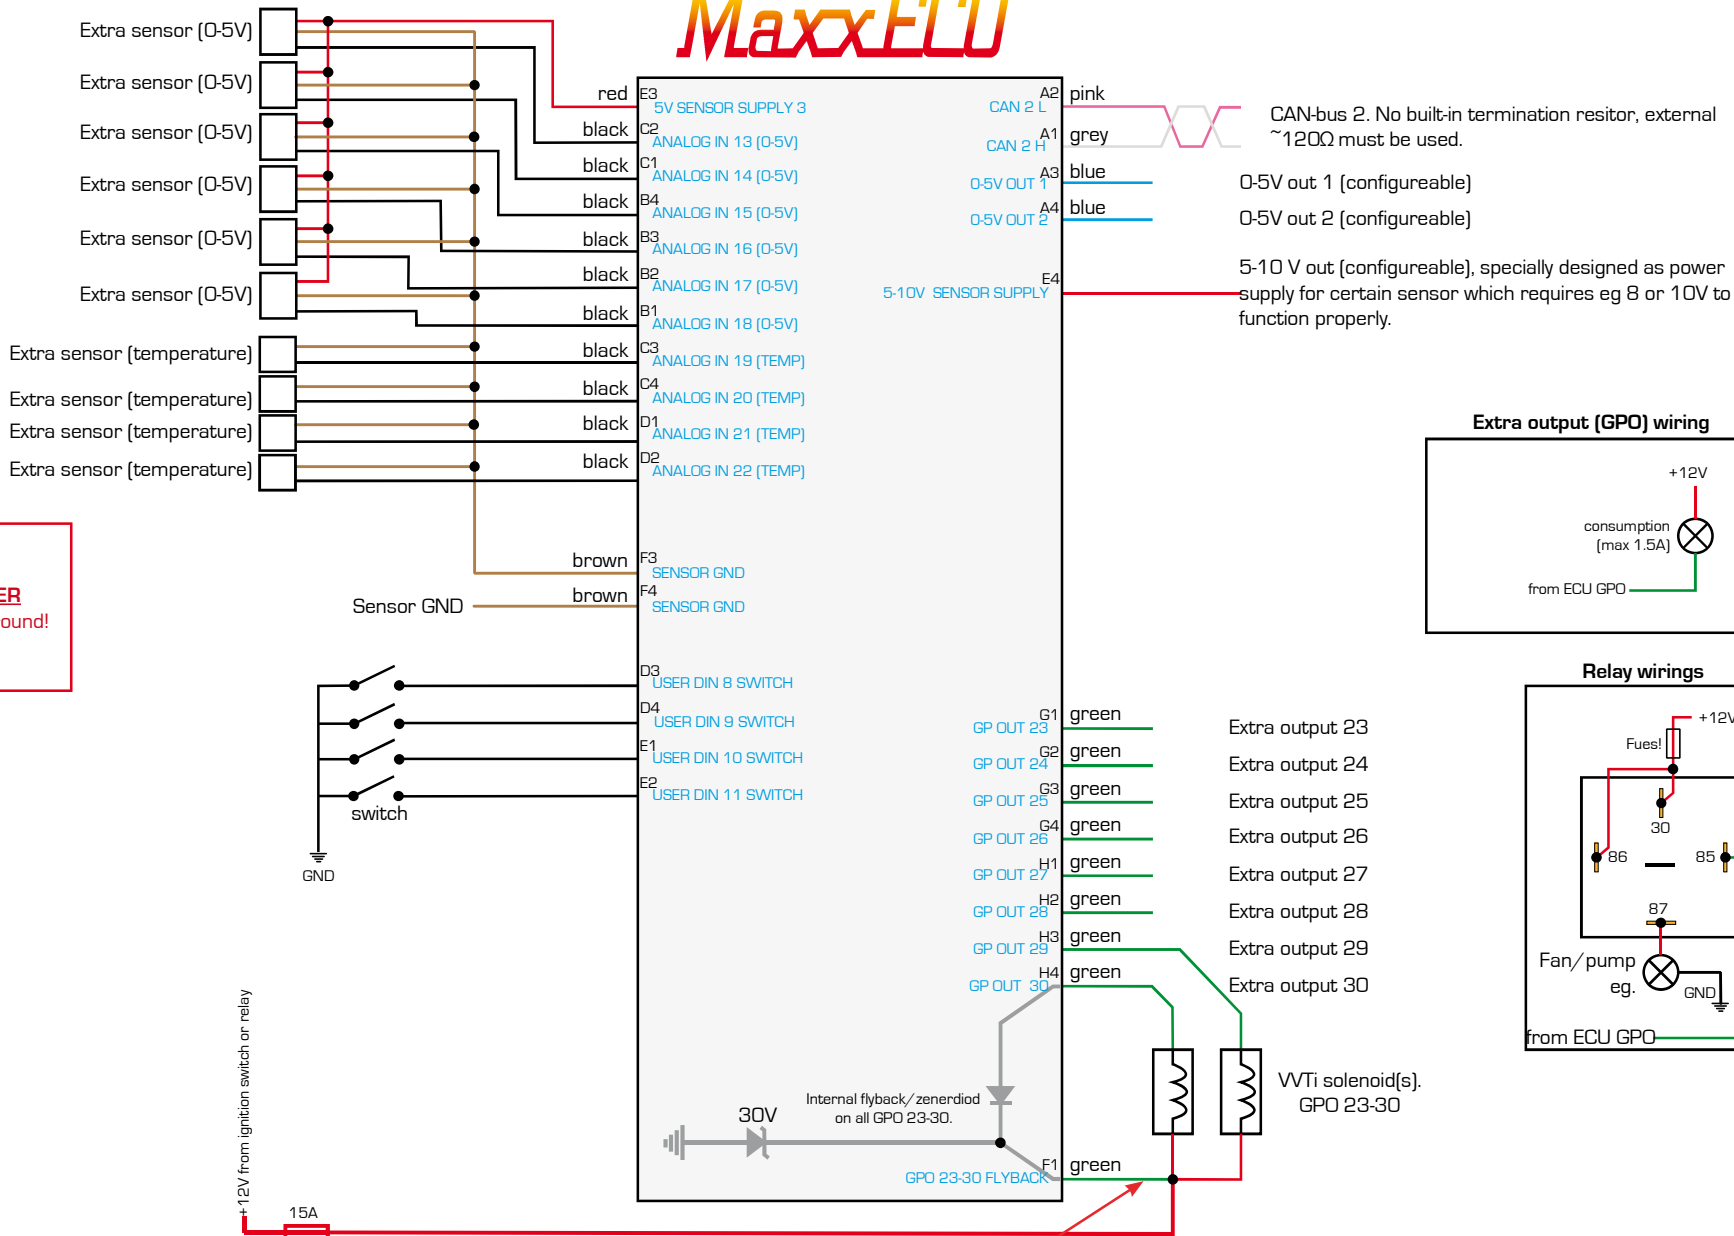 MaxxECU
Extra sensor (0-5V)
Extra sensor (0-5V)
Extra sensor (0-5V)
Extra sensor (0-5V)
Extra sensor (0-5V)
Extra sensor (0-5V)
Extra sensor (temperature)
Extra sensor (temperature)
Extra sensor (temperature)
Extra sensor (temperature)
red E3 5V SENSOR SUPPLY 3
black C2 ANALOG IN 13 (0-5V)
black C1 ANALOG IN 14 (0-5V)
black B4 ANALOG IN 15 (0-5V)
black B3 ANALOG IN 16 (0-5V)
black B2 ANALOG IN 17 (0-5V)
black B1 ANALOG IN 18 (0-5V)
black C3 ANALOG IN 19 (TEMP)
black C4 ANALOG IN 20 (TEMP)
black D1 ANALOG IN 21 (TEMP)
black D2 ANALOG IN 22 (TEMP)
brown F3 SENSOR GND
Sensor GND brown F4 SENSOR GND
ER
ound!
D3 USER DIN 8 SWITCH
D4 USER DIN 9 SWITCH
E1 USER DIN 10 SWITCH
E2 USER DIN 11 SWITCH
switch
GND
CAN 2 L A2 pink
CAN 2 H A1 grey
CAN-bus 2. No built-in termination resitor, external
~120Ω must be used.
0-5V OUT 1 A3 blue 0-5V out 1 (configureable)
0-5V OUT 2 A4 blue 0-5V out 2 (configureable)
5-10V SENSOR SUPPLY E4
5-10 V out (configureable), specially designed as power
supply for certain sensor which requires eg 8 or 10V to
function properly.
Extra output (GPO) wiring
+12V
consumption
(max 1.5A)
from ECU GPO
GP OUT 23 G1 green Extra output 23
GP OUT 24 G2 green Extra output 24
GP OUT 25 G3 green Extra output 25
GP OUT 26 G4 green Extra output 26
GP OUT 27 H1 green Extra output 27
GP OUT 28 H2 green Extra output 28
GP OUT 29 H3 green Extra output 29
GP OUT 30 H4 green Extra output 30
Relay wirings
+12V
Fues!
30
86
85
87
Fan/pump
eg.
GND
from ECU GPO
VVTi solenoid(s).
GPO 23-30
Internal flyback/zenerdiod
on all GPO 23-30.
30V
GPO 23-30 FLYBACK F1 green
+12V from ignition switch or relay
15A